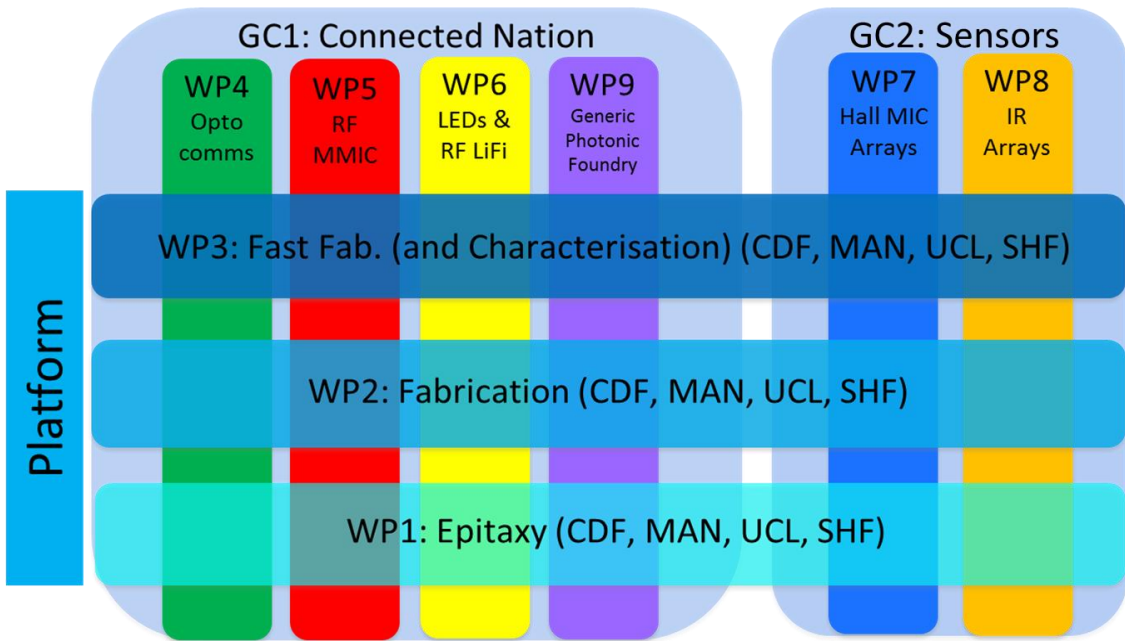 GC1: Connected Nation
GC2: Sensors
WP4
Opto
comms
WP5
RF
MMIC
WP6
LEDs &
RF LiFi
WP9
Generic
Photonic
Foundry
WP7
Hall MIC
Arrays
WP8
IR
Arrays
Platform
WP3: Fast Fab. (and Characterisation) (CDF, MAN, UCL, SHF)
WP2: Fabrication (CDF, MAN, UCL, SHF)
WP1: Epitaxy (CDF, MAN, UCL, SHF)